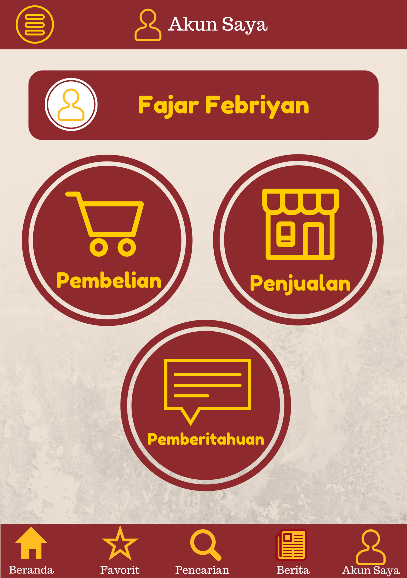 Akun Saya
Fajar Febriyan
Pembelian
Penjualan
Pemberitahuan
Beranda
Favorit
Pencarian
Berita
Akun Saya